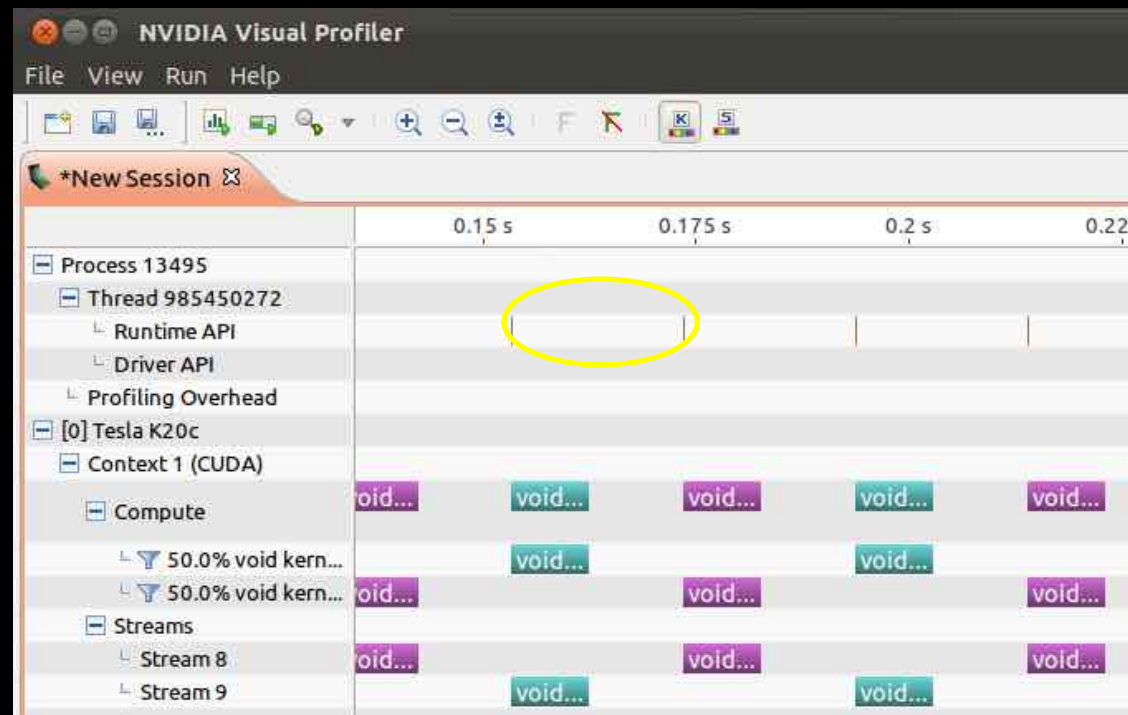 NVIDIA Visual Profiler
File View Run Help
K S
*New Session
0.15 s 0.175 s 0.2 s 0.22
Process 13495
Thread 985450272
Runtime API
Driver API
Profiling Overhead
[0] Tesla K20c
Context 1 (CUDA)
Compute oid... void... void... void... void...
50.0% void kern... void... void...
50.0% void kern... oid... void... void...
Streams
Stream 8 oid... void... void...
Stream 9 void... void...